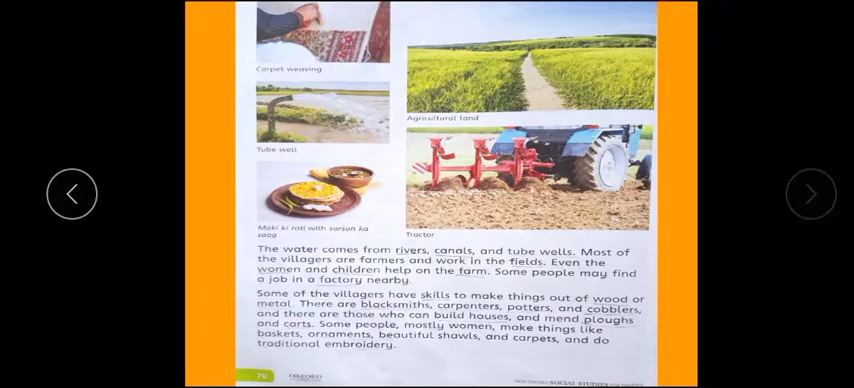 Carpet weaving
Agricultural land
Tube well
Maki ki roti with sarson ka
saag
Tractor
The water comes from rivers, canals, and tube wells. Most of
the villagers are farmers and work in the fields. Even the
women and children help on the farm. Some people may find
a job in a factory nearby.
Some of the villagers have skills to make things out of wood or
metal. There are blacksmiths, carpenters, potters, and cobblers,
and there are those who can build houses, and mend ploughs
and carts. Some people, mostly women, make things like
baskets, ornaments, beautiful shawls, and carpets, and do
traditional embroidery.
70
OXFORD
NEW OXFORD SOCIAL STUDIES FOR PAKISTAN